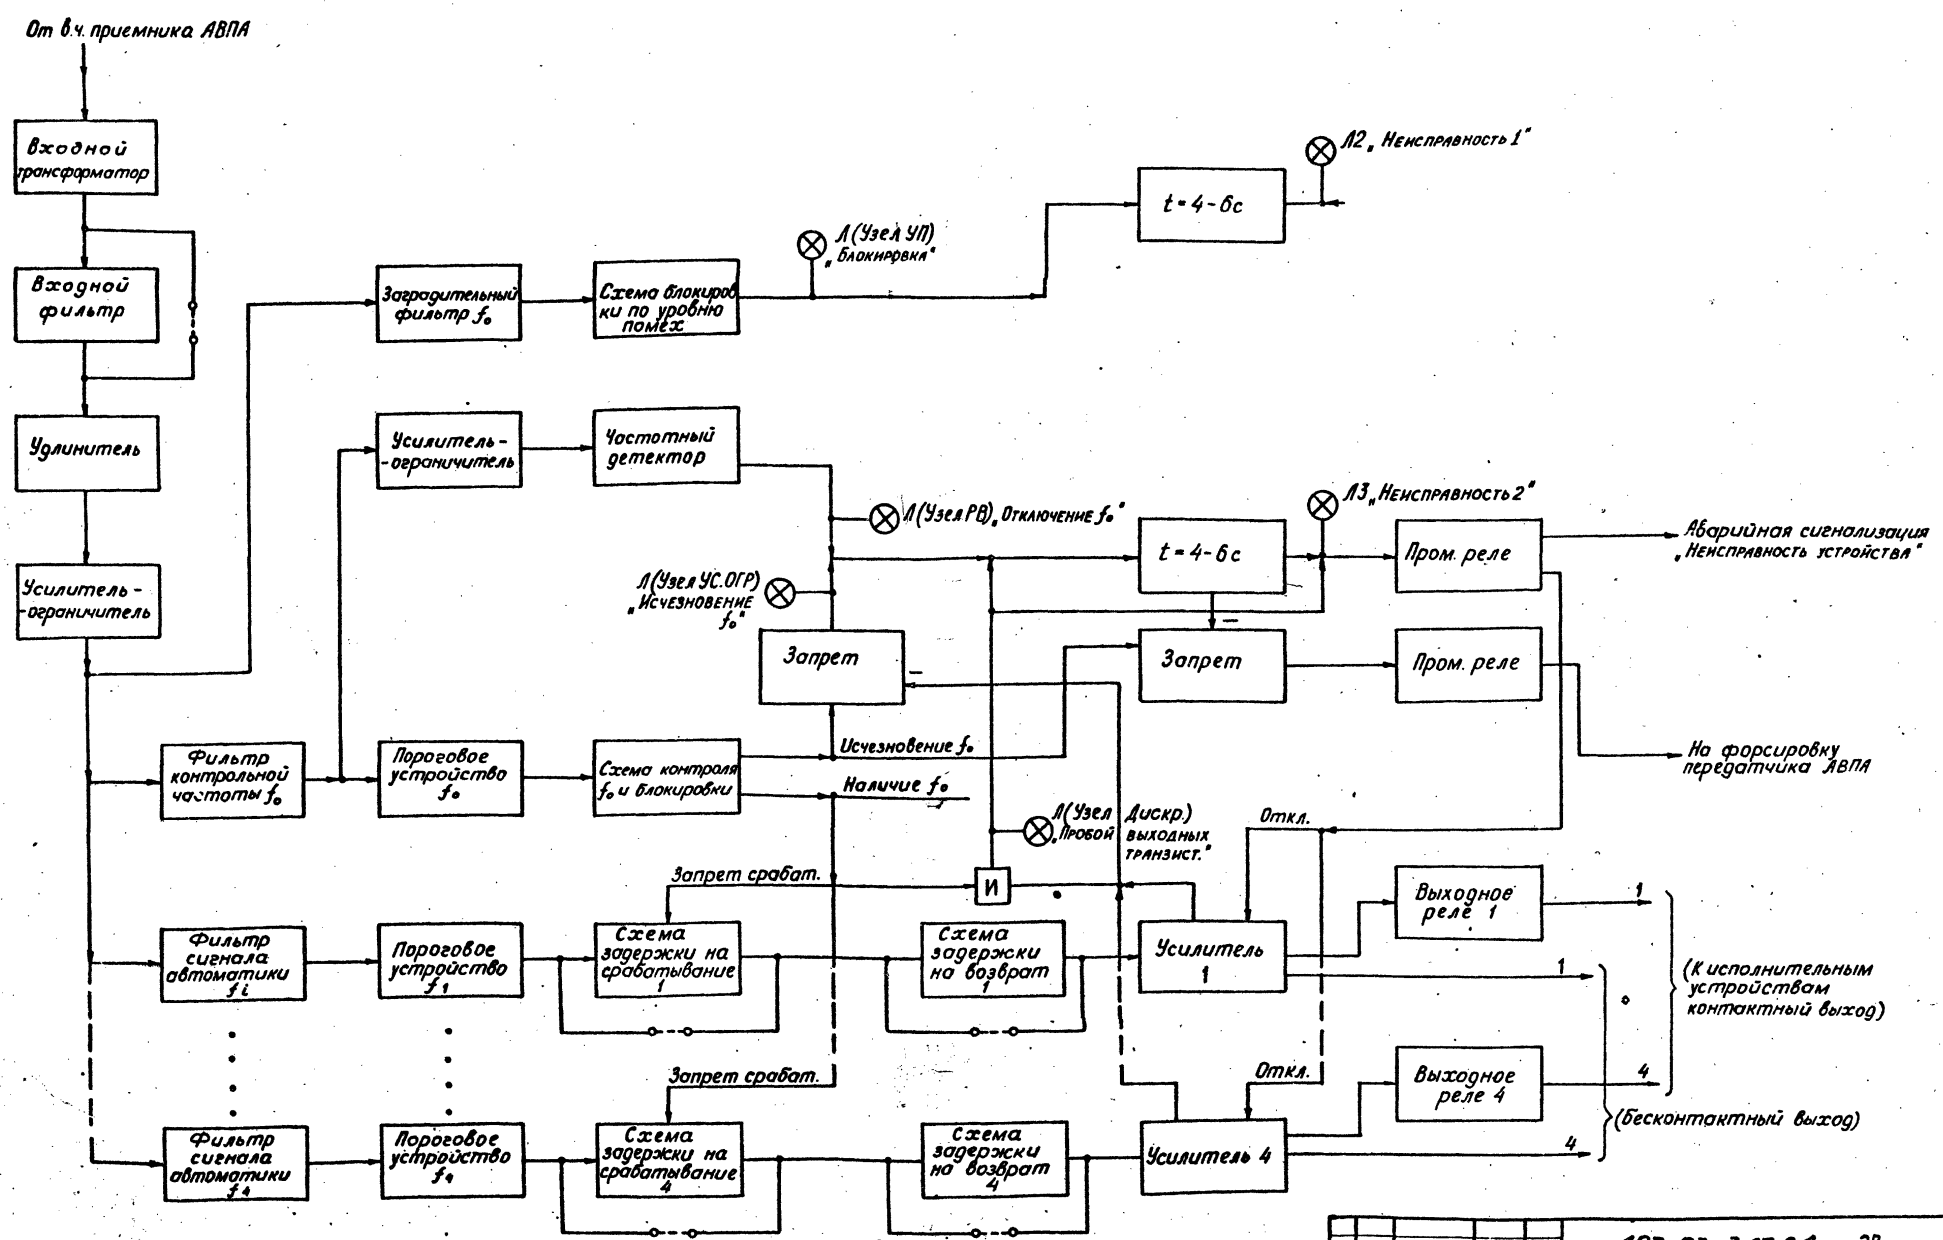 От в.ч. приемника АВПА
Входной
трансформатор
Входной
фильтр
Удлинитель
Усилитель-
-ограничитель
Заградительный
фильтр f₀
Схема блокиров
ки по уровню
помех
Л (Узел УП)
„Блокировка"
t = 4 - 6с
Л2 „Неисправность 1"
Усилитель-
-ограничитель
Частотный
детектор
Л (Узел РВ) „Отключение f₀"
Л (Узел УС.ОГР)
„Исчезновение
f₀"
t = 4 - 6с
Л3 „Неисправность 2"
Пром. реле
Аварийная сигнализация
„Неисправность устройства"
Запрет
–
–
Запрет
Пром. реле
На форсировку
передатчика АВПА
Фильтр
контрольной
частоты f₀
Пороговое
устройство
f₀
Схема контроля
f₀ и блокировки
Исчезновение f₀
Наличие f₀
Л (Узел Дискр.)
„Пробой выходных
транзист."
Откл.
Запрет срабат.
И
Фильтр
сигнала
автоматики
fi
Пороговое
устройство
f1
Схема
задержки на
срабатывание
1
Схема
задержки
на возврат
1
Усилитель
1
Выходное
реле 1
1
1
(К исполнительным
устройствам
контактный выход)
Запрет срабат.
Откл.
Фильтр
сигнала
автоматики
f4
Пороговое
устройство
f4
Схема
задержки на
срабатывание
4
Схема
задержки
на возврат
4
Усилитель 4
Выходное
реле 4
4
4
(Бесконтактный выход)